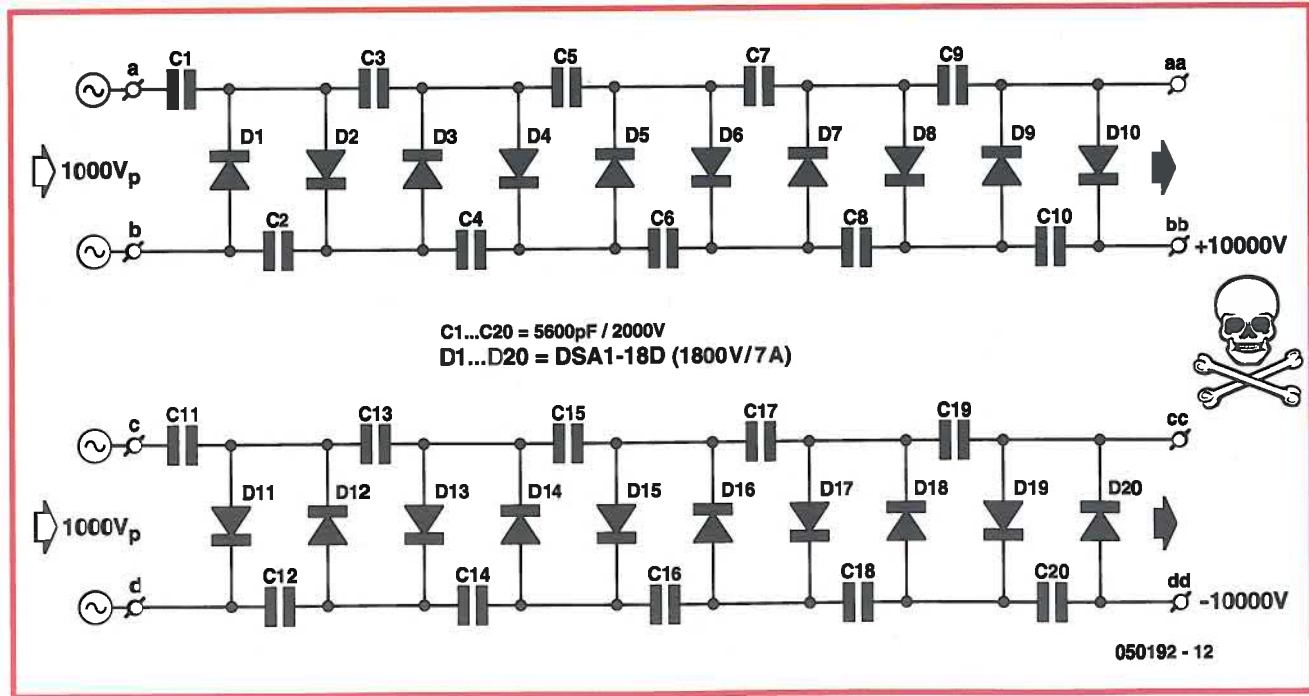 C1 C3 C5 C7 C9
a aa
D1 D2 D3 D4 D5 D6 D7 D8 D9 D10
1000Vp
b C2 C4 C6 C8 C10 bb
+10000V
C1...C20 = 5600pF / 2000V
D1...D20 = DSA1-18D (1800V/7A)
c C11 C13 C15 C17 C19 cc
D11 D12 D13 D14 D15 D16 D17 D18 D19 D20
1000Vp
d C12 C14 C16 C18 C20 dd
-10000V
050192 - 12